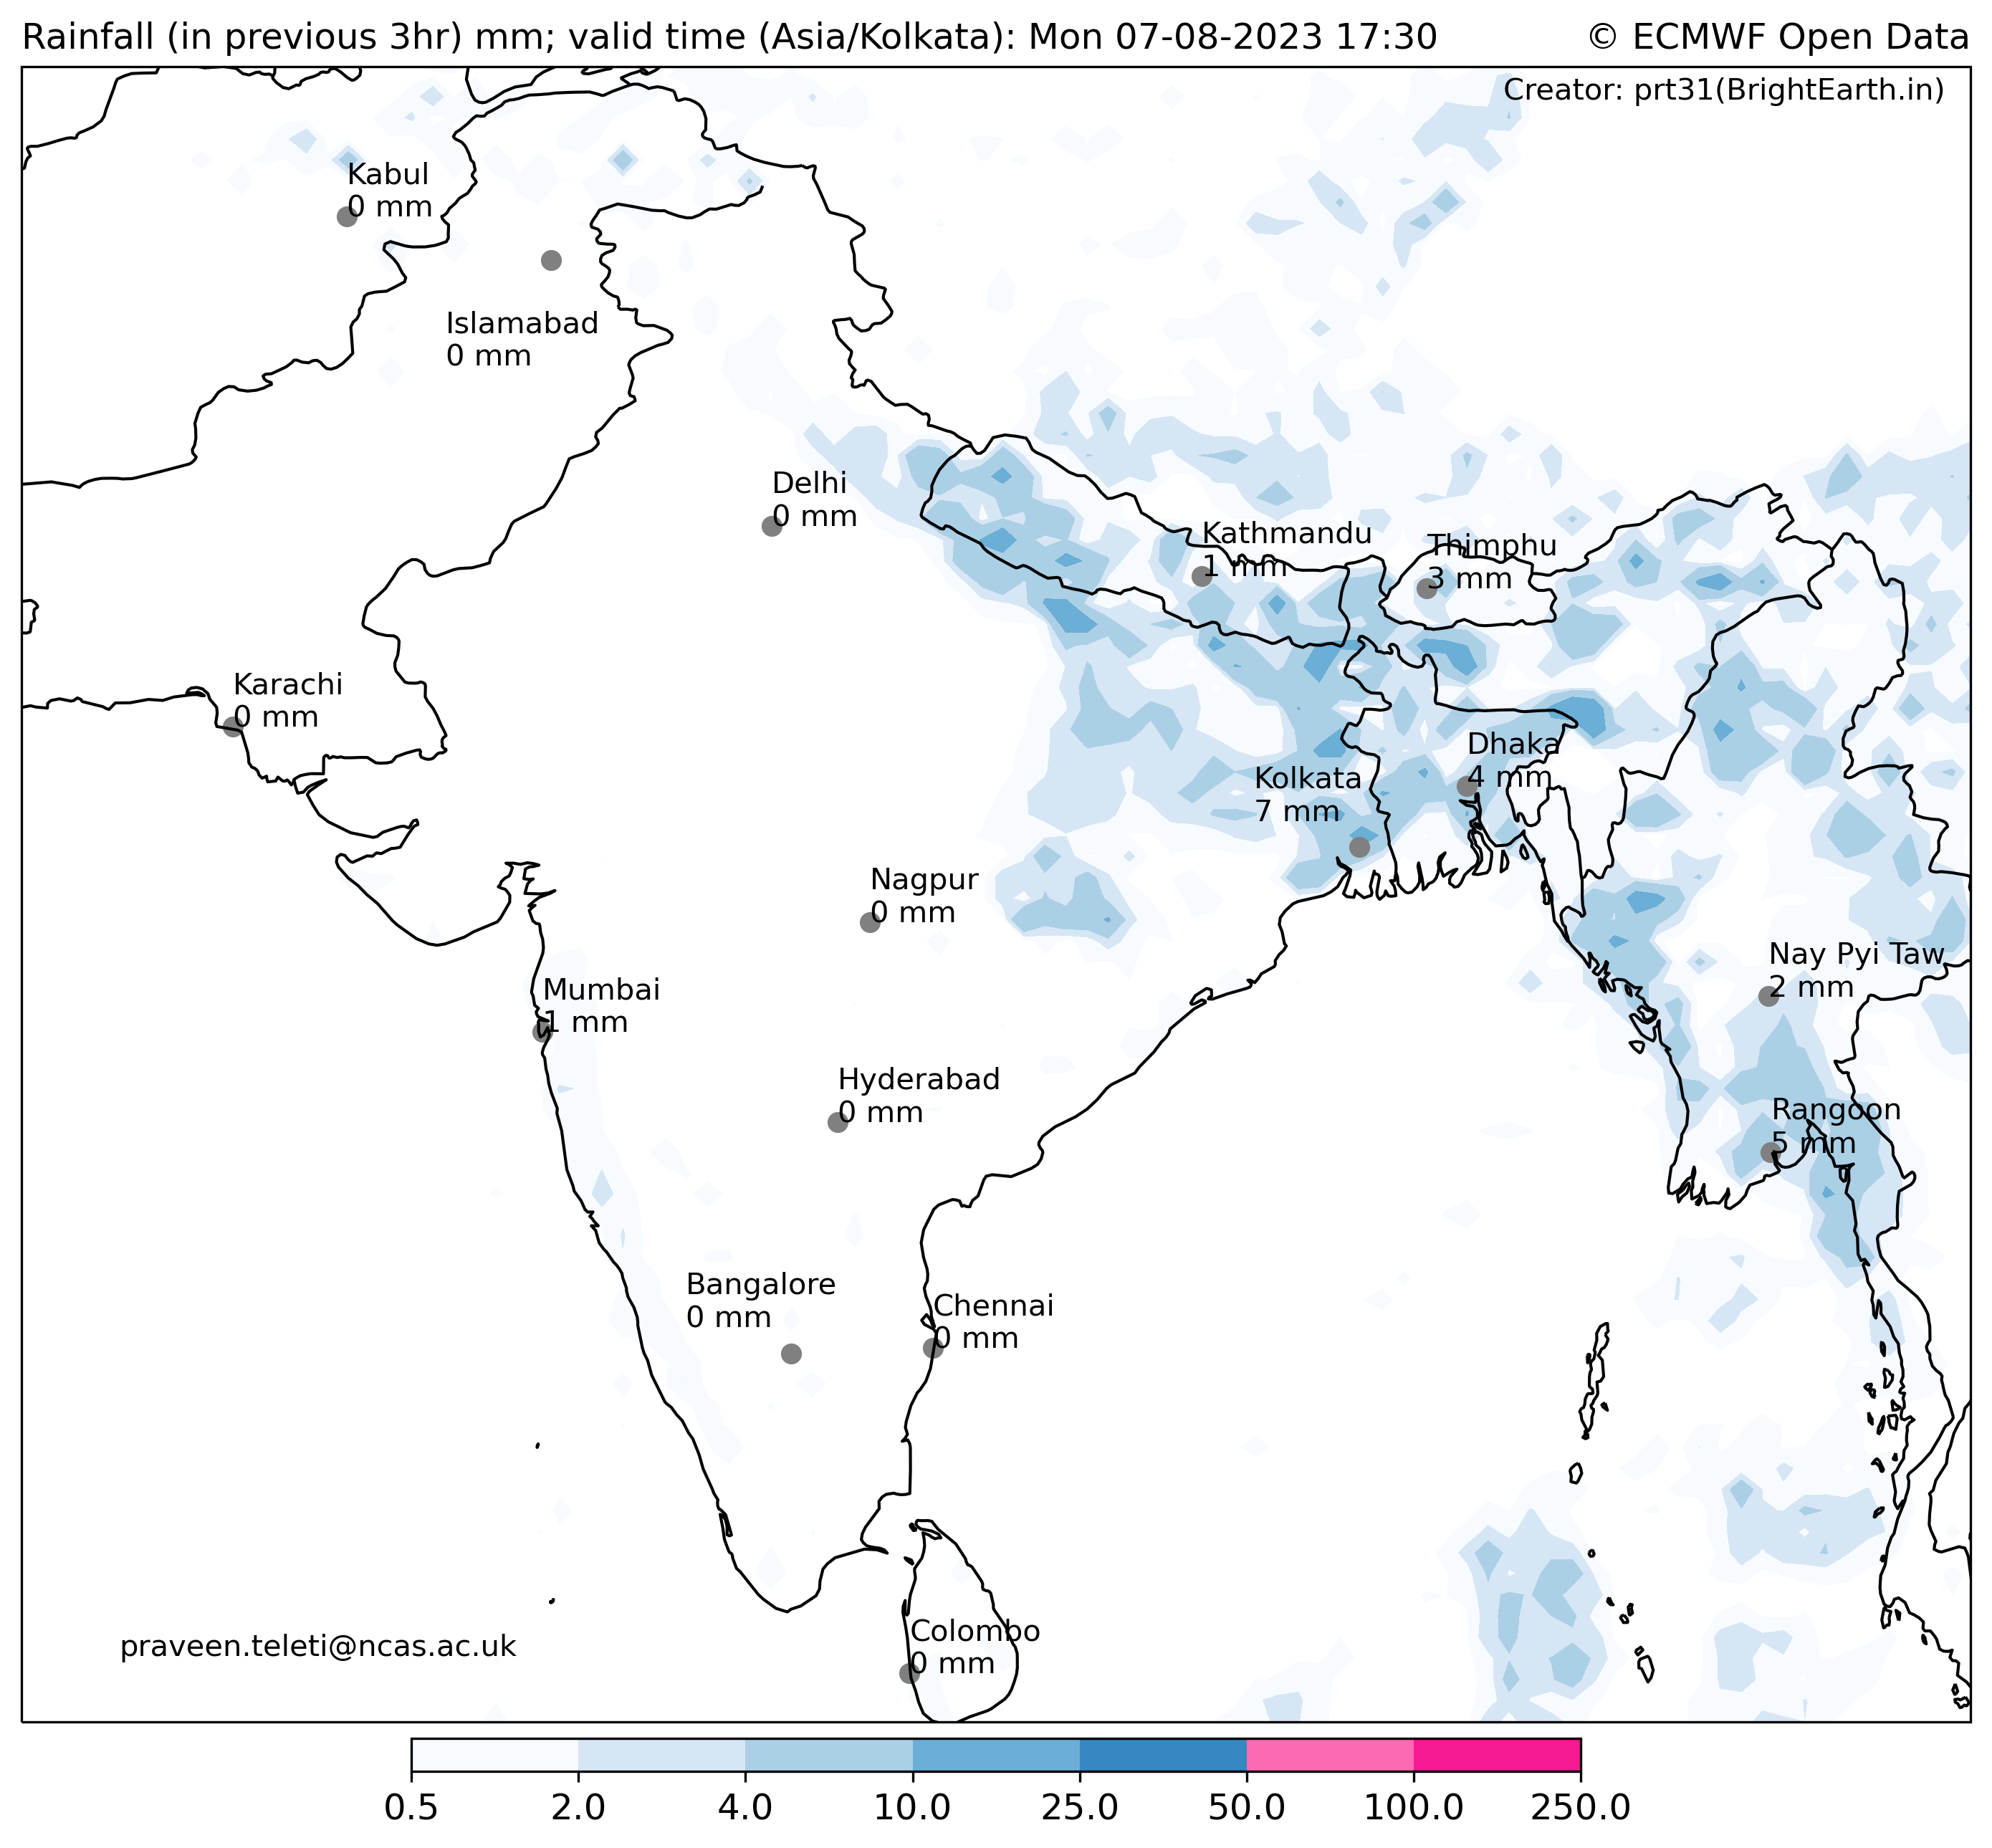 Rainfall (in previous 3hr) mm; valid time (Asia/Kolkata): Mon 07-08-2023 17:30
© ECMWF Open Data
Creator: prt31(BrightEarth.in)
Kabul
0 mm
Islamabad
0 mm
Delhi
0 mm
Kathmandu
1 mm
Thimphu
3 mm
Karachi
0 mm
Dhaka
4 mm
Kolkata
7 mm
Nagpur
0 mm
Nay Pyi Taw
2 mm
Mumbai
1 mm
Hyderabad
0 mm
Rangoon
5 mm
Bangalore
0 mm
Chennai
0 mm
Colombo
0 mm
praveen.teleti@ncas.ac.uk
0.5 2.0 4.0 10.0 25.0 50.0 100.0 250.0